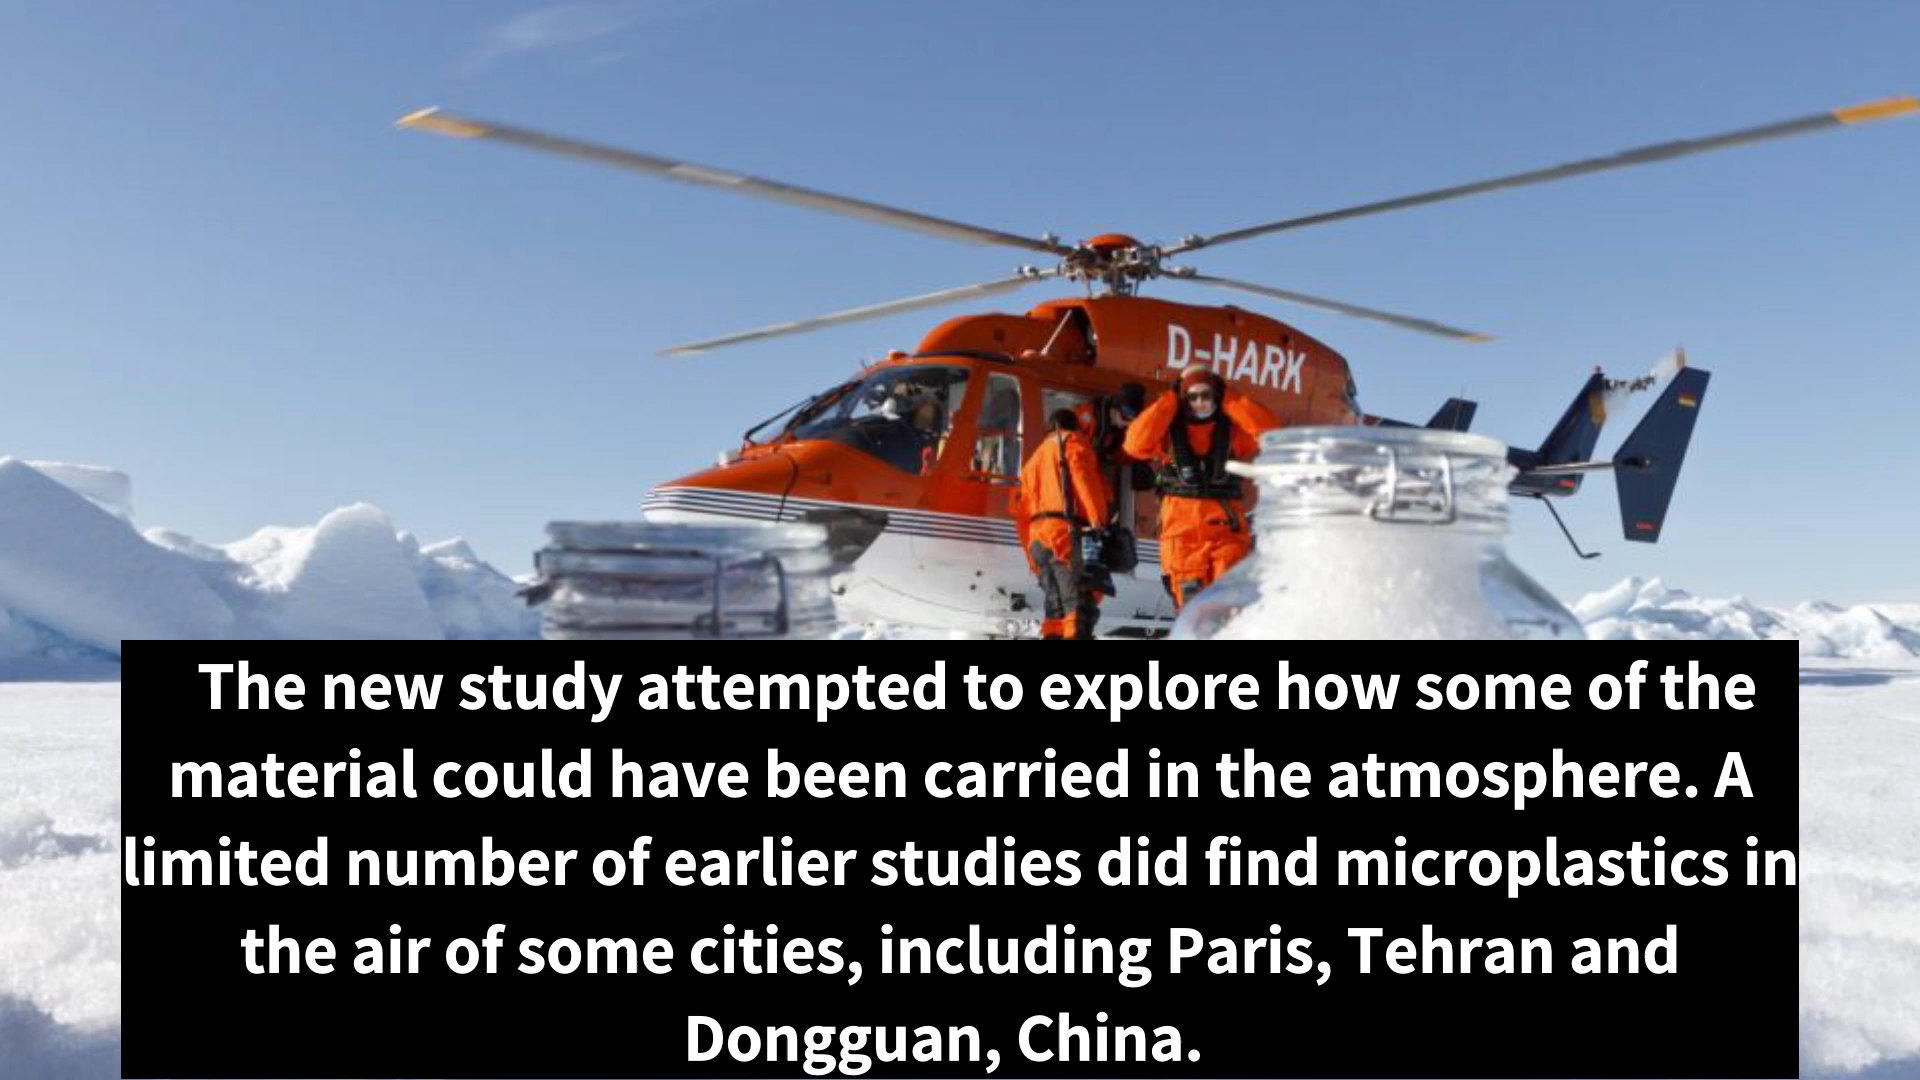 D-HARK
The new study attempted to explore how some of the
material could have been carried in the atmosphere. A
limited number of earlier studies did find microplastics in
the air of some cities, including Paris, Tehran and
Dongguan, China.